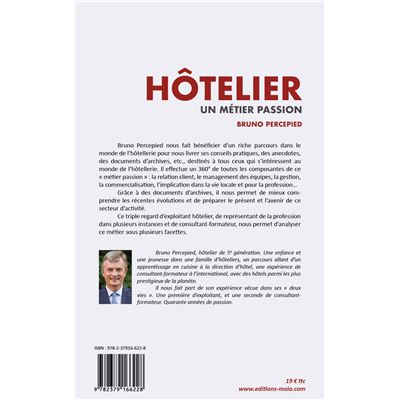 HÔTELIER
UN MÉTIER PASSION
BRUNO PERCEPIED
Bruno Percepied nous fait bénéficier d'un riche parcours dans le
monde de l'hôtellerie pour nous livrer ses conseils pratiques, des anecdotes,
des documents d'archives, etc., destinés à tous ceux qui s'intéressent au
monde de l'hôtellerie. Il effectue un 360° de toutes les composantes de ce
« métier passion » : la relation client, le management des équipes, la gestion,
la commercialisation, l'implication dans la vie locale et pour la profession...
Grâce à des documents d'archives, il nous permet de mieux com-
prendre les récentes évolutions et de préparer le présent et l'avenir de ce
secteur d'activité.
Ce triple regard d'exploitant hôtelier, de représentant de la profession
dans plusieurs instances et de consultant-formateur, nous permet d'analyser
ce métier sous plusieurs facettes.
Bruno Percepied, hôtelier de 5e génération. Une enfance et
une jeunesse dans une famille d'hôteliers, un parcours allant d'un
apprentissage en cuisine à la direction d'hôtel, une expérience de
consultant-formateur à l'international, avec des hôtels parmi les plus
prestigieux de la planète.
Il nous fait part de son expérience vécue dans ses « deux
vies ». Une première d'exploitant, et une seconde de consultant-
formateur. Quarante années de passion.
ISBN : 978-2-37916-622-8
9 782379 166228
19 € ttc
www.editions-maia.com